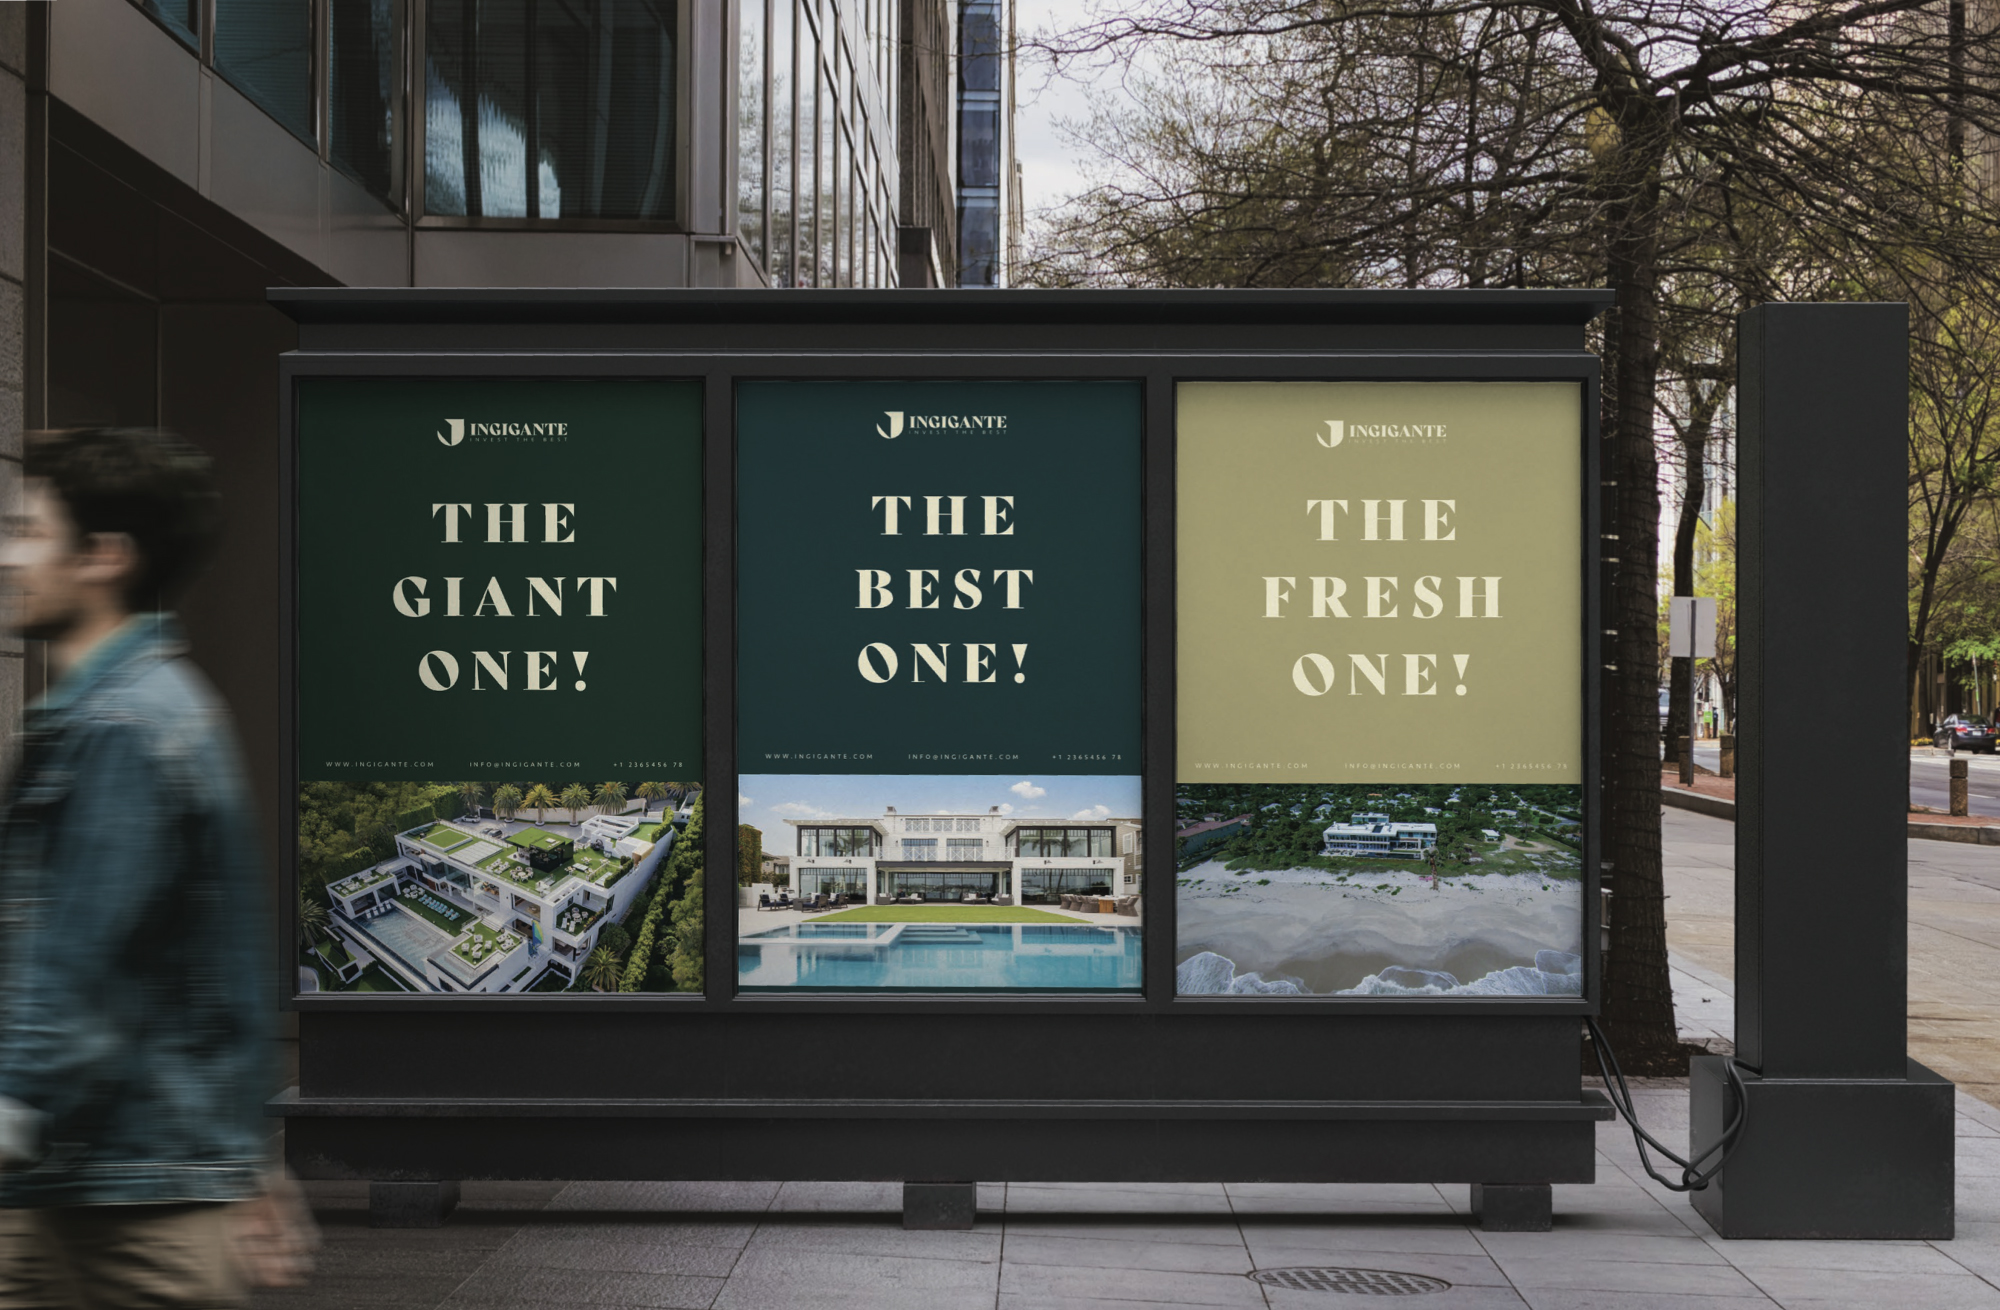 INGIGANTE
INVEST THE BEST
THE
GIANT
ONE!
WWW.INGIGANTE.COM INFO@INGIGANTE.COM +1 2365456 78
INGIGANTE
INVEST THE BEST
THE
BEST
ONE!
WWW.INGIGANTE.COM INFO@INGIGANTE.COM +1 2365456 78
INGIGANTE
INVEST THE BEST
THE
FRESH
ONE!
WWW.INGIGANTE.COM INFO@INGIGANTE.COM +1 2365456 78